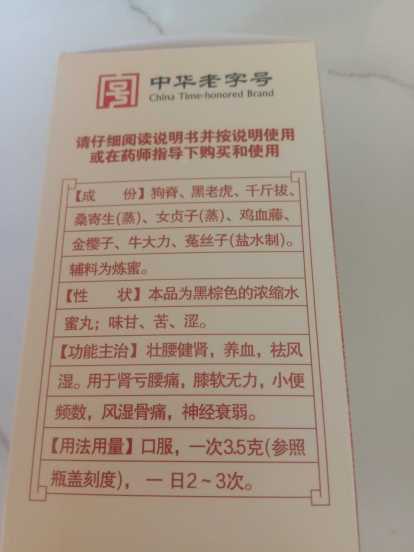 中华老字号
China Time-honored Brand
请仔细阅读说明书并按说明使用
或在药师指导下购买和使用
【成　份】狗脊、黑老虎、千斤拔、
桑寄生(蒸)、女贞子(蒸)、鸡血藤、
金樱子、牛大力、菟丝子(盐水制)。
辅料为炼蜜。
【性　状】本品为黑棕色的浓缩水
蜜丸；味甘、苦、涩。
【功能主治】壮腰健肾，养血，祛风
湿。用于肾亏腰痛，膝软无力，小便
频数，风湿骨痛，神经衰弱。
【用法用量】口服，一次3.5克(参照
瓶盖刻度)，一日2～3次。